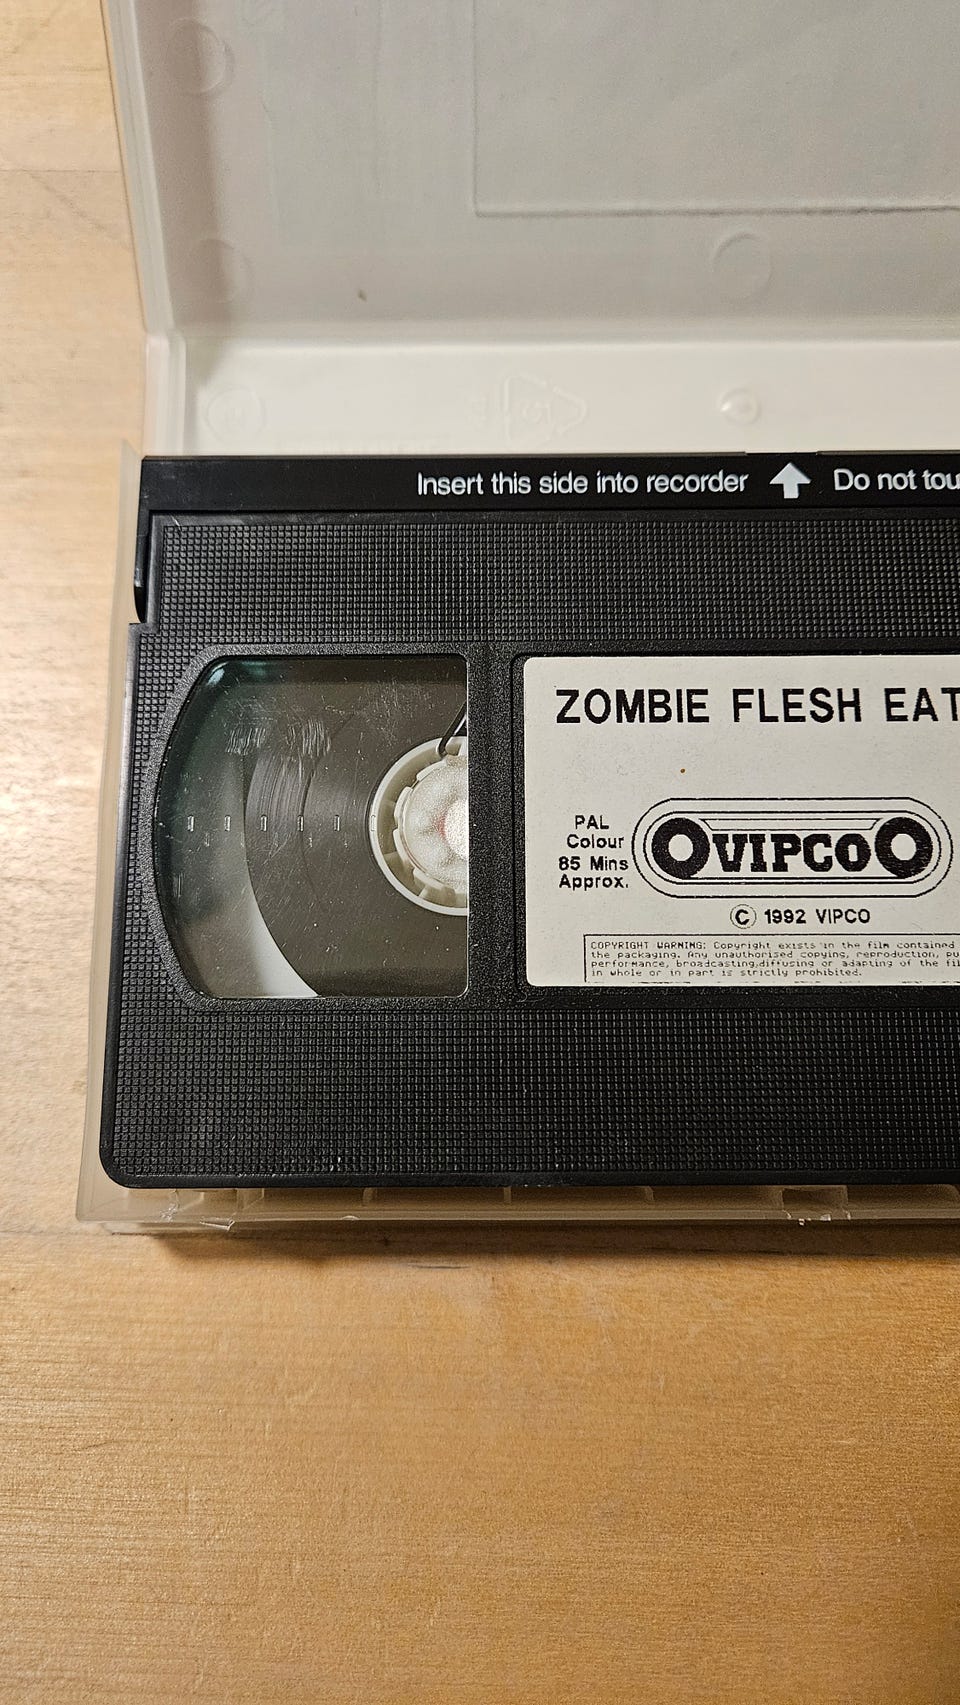 Insert this side into recorder Do not tou
ZOMBIE FLESH EAT
PAL
Colour
85 Mins
Approx.
VIPCO
© 1992 VIPCO
COPYRIGHT WARNING: Copyright exists in the film contained
the packaging. Any unauthorised copying, reproduction, pu
performance, broadcasting,diffusing or adapting of the fil
in whole or in part is strictly prohibited.